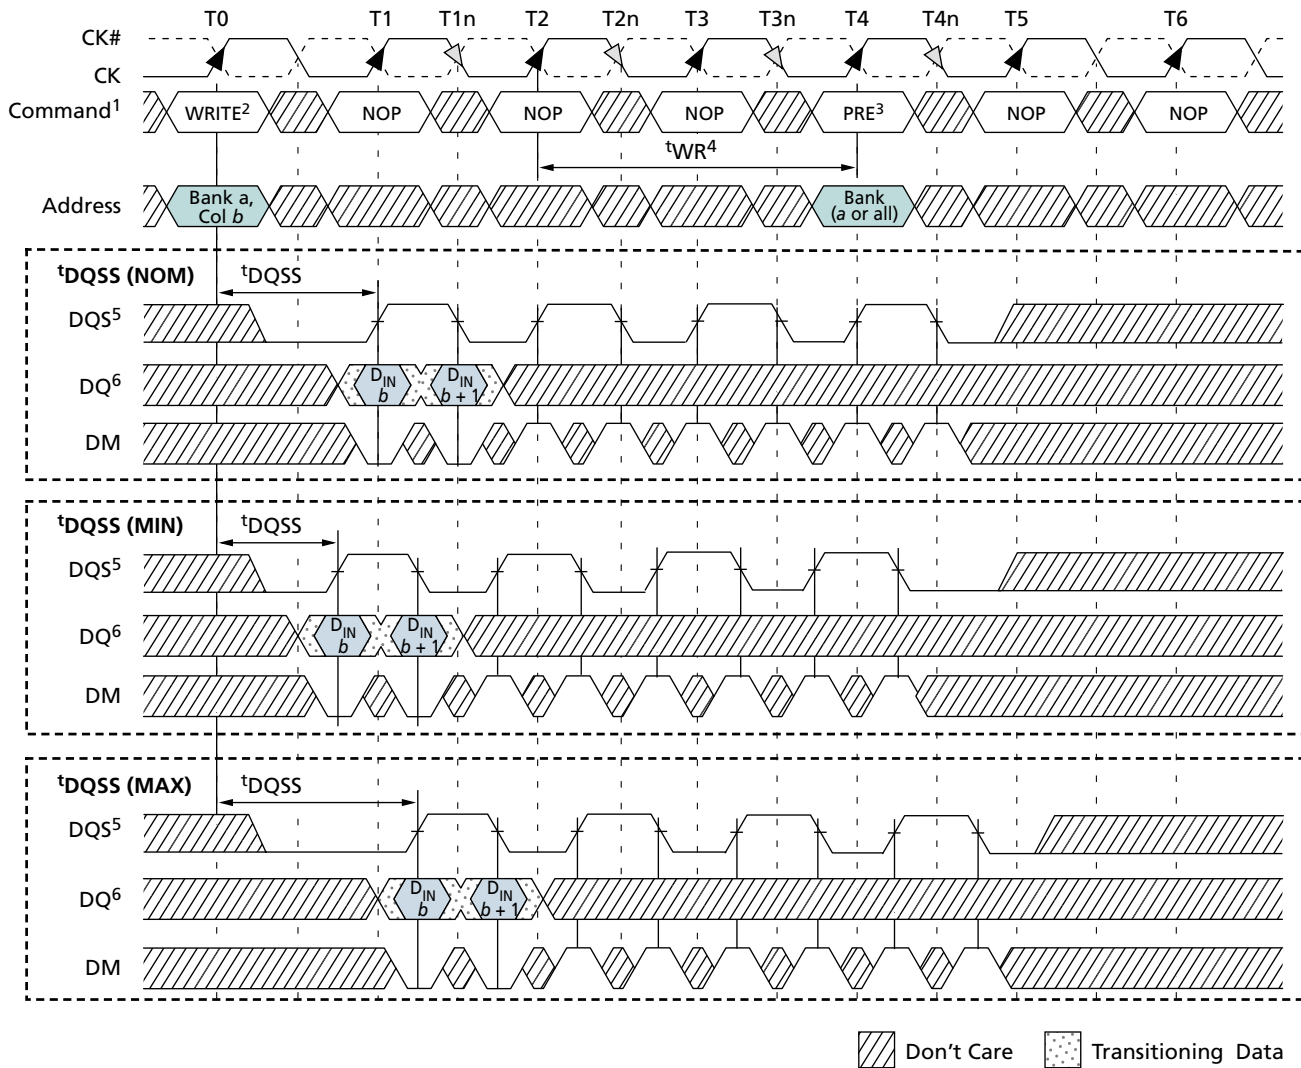 T0 T1 T1n T2 T2n T3 T3n T4 T4n T5 T6
CK#
CK
Command1 WRITE2 NOP NOP NOP PRE3 NOP NOP
tWR4
Address Bank a, Col b Bank (a or all)
tDQSS (NOM) tDQSS
DQS5
DQ6 DIN b DIN b + 1
DM
tDQSS (MIN) tDQSS
DQS5
DQ6 DIN b DIN b + 1
DM
tDQSS (MAX) tDQSS
DQS5
DQ6 DIN b DIN b + 1
DM
Don't Care Transitioning Data